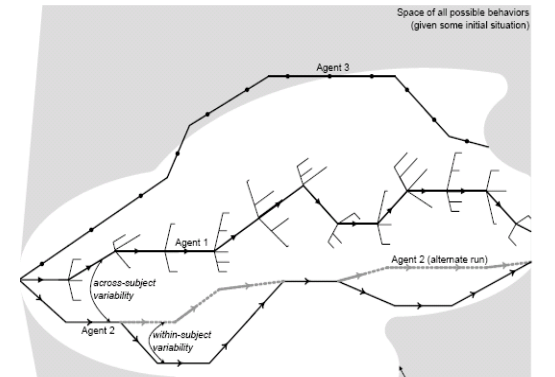 Space of all possible behaviors
(given some initial situation)
Agent 3
Agent 1
Agent 2 (alternate run)
across-subject
variability
Agent 2
within-subject
variability